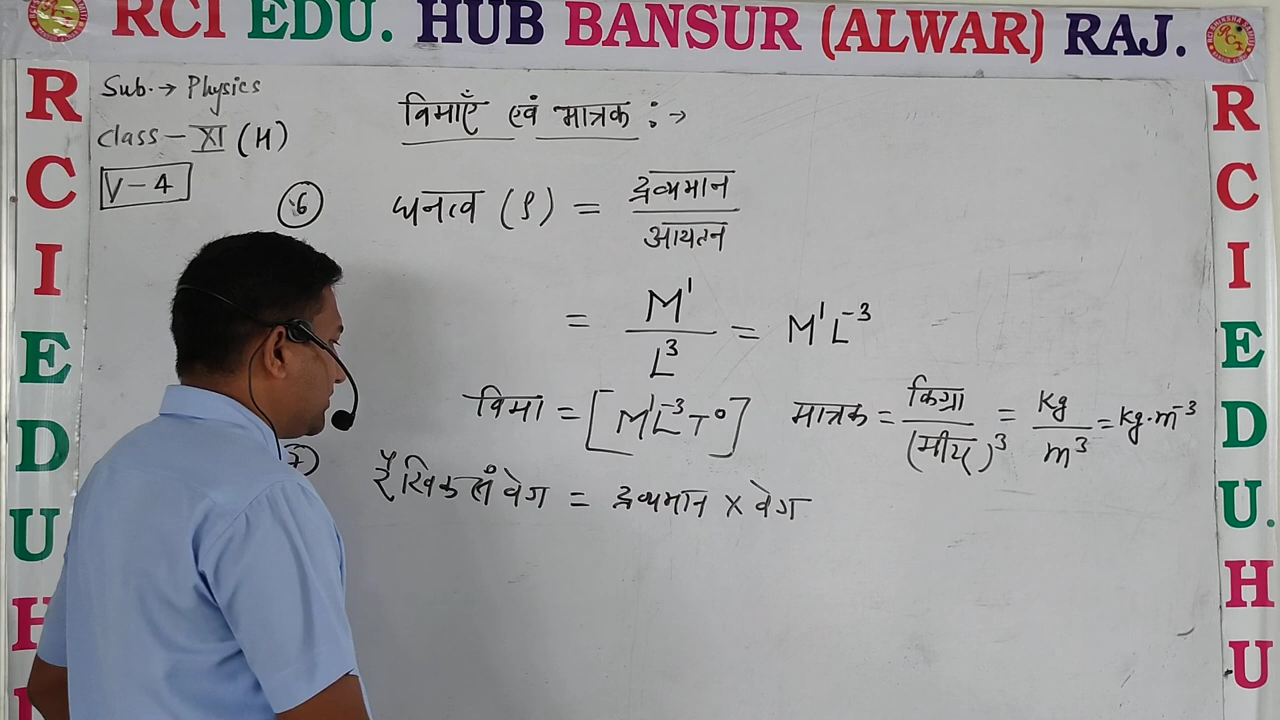 RCI EDU. HUB BANSUR (ALWAR) RAJ.
R
C
I
E
D
U
H
Sub. → Physics
Class - XI (H)
V-4
विमाएँ एवं मात्रक :→
6 घनत्व (ρ) = द्रव्यमान / आयतन
= M¹ / L³ = M¹L⁻³
विमा = [M¹L⁻³T⁰] मात्रक = किग्रा / (मीटर)³ = Kg / m³ = kg.m⁻³
7 रैखिक संवेग = द्रव्यमान × वेग
R
C
I
E
D
U.
H
U